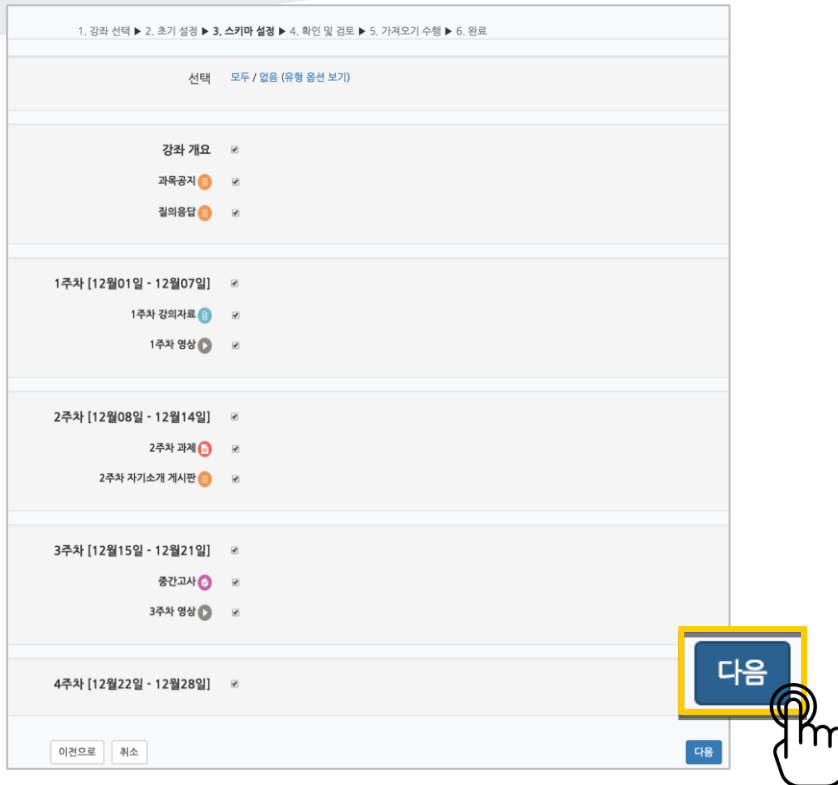 1. 강좌 선택 ▶ 2. 초기 설정 ▶ 3. 스키마 설정 ▶ 4. 확인 및 검토 ▶ 5. 가져오기 수행 ▶ 6. 완료
선택 모두 / 없음 (유형 옵션 보기)
강좌 개요
과목공지
질의응답
1주차 [12월01일 - 12월07일]
1주차 강의자료
1주차 영상
2주차 [12월08일 - 12월14일]
2주차 과제
2주차 자기소개 게시판
3주차 [12월15일 - 12월21일]
중간고사
3주차 영상
4주차 [12월22일 - 12월28일]
다음
이전으로 취소 다음